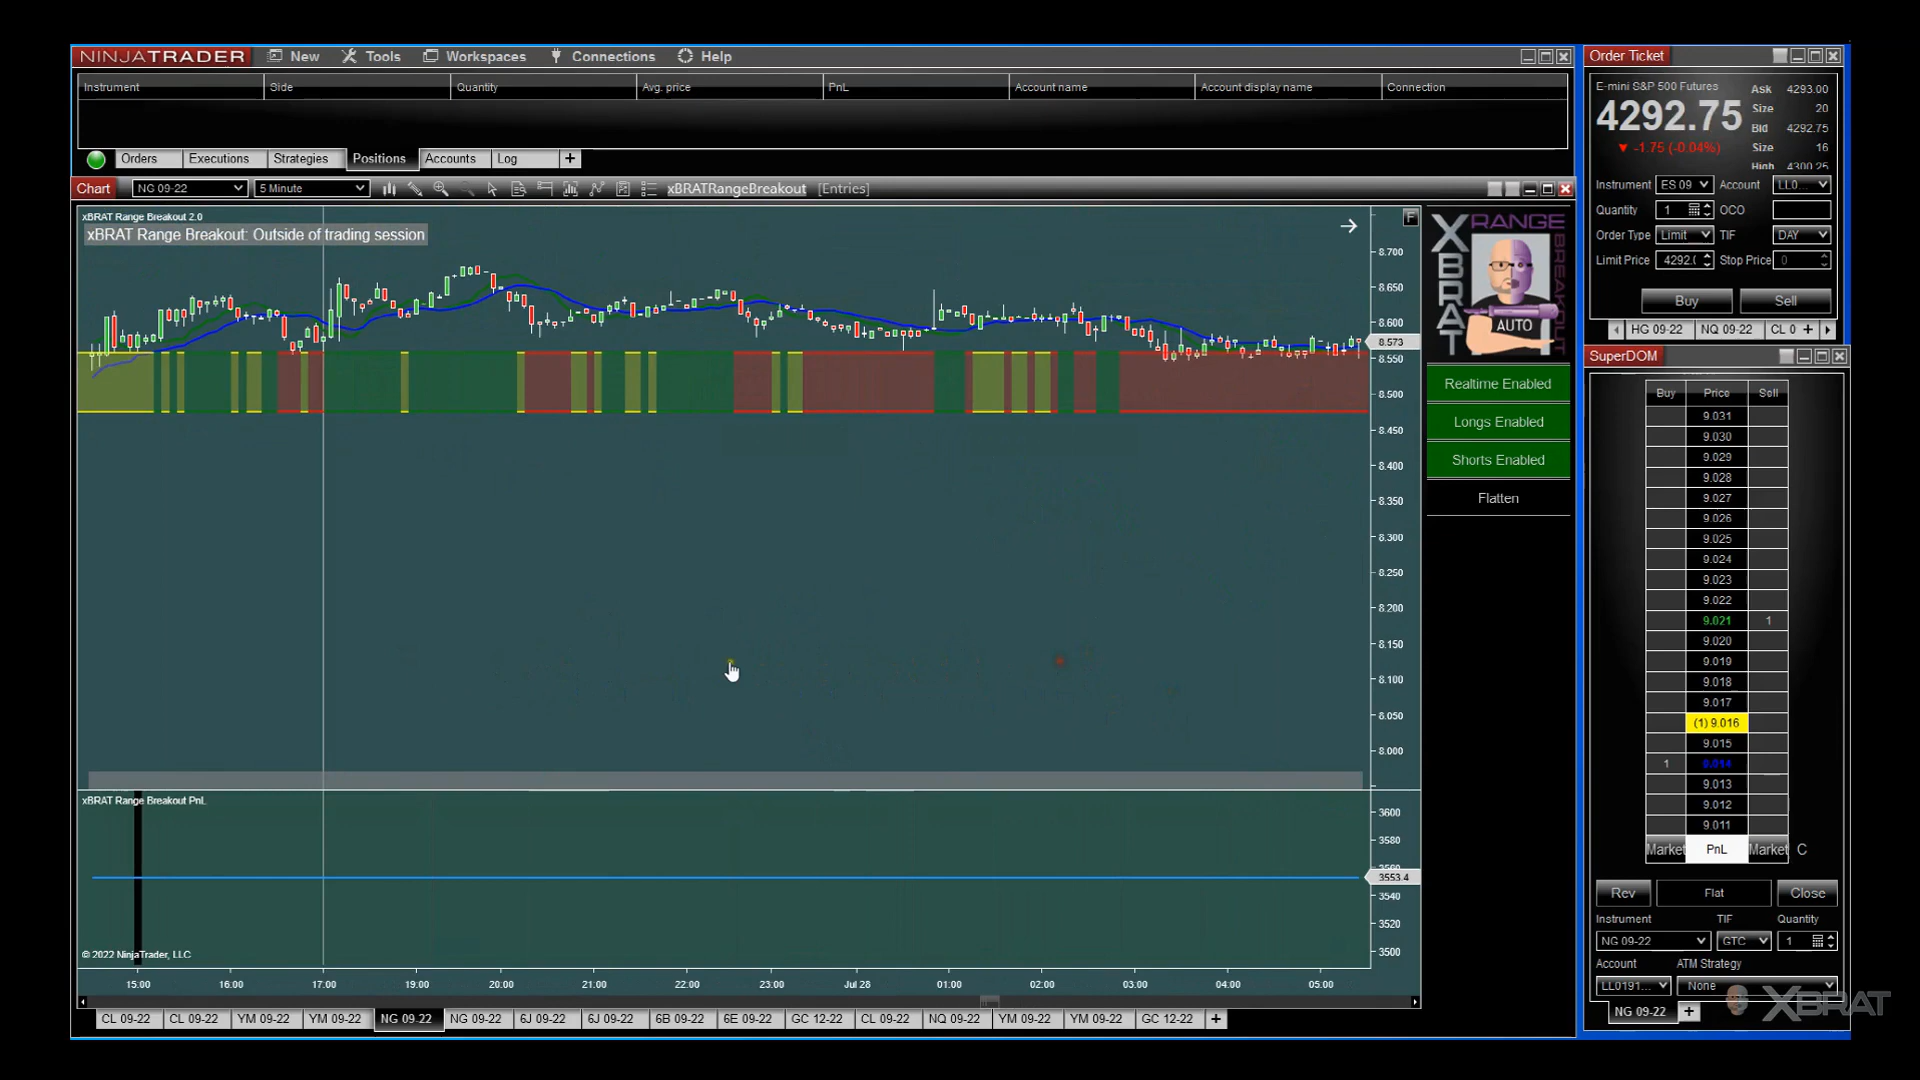 NINJATRADER New Tools Workspaces Connections Help
Instrument Side Quantity Avg. price PnL Account name Account display name Connection
Orders Executions Strategies Positions Accounts Log +
Chart NG 09-22 5 Minute xBRATRangeBreakout [Entries]
xBRAT Range Breakout 2.0
xBRAT Range Breakout: Outside of trading session
F
8.700
8.650
8.600
8.573
8.550
8.500
8.450
8.400
8.350
8.300
8.250
8.200
8.150
8.100
8.050
8.000
XBRAT RANGE BREAKOUT AUTO
Realtime Enabled
Longs Enabled
Shorts Enabled
Flatten
xBRAT Range Breakout PnL
3600
3580
3553.4
3540
3520
3500
© 2022 NinjaTrader, LLC
15:00 16:00 17:00 19:00 20:00 21:00 22:00 23:00 Jul 28 01:00 02:00 03:00 04:00 05:00
CL 09-22 CL 09-22 YM 09-22 YM 09-22 NG 09-22 NG 09-22 6J 09-22 6J 09-22 6B 09-22 6E 09-22 GC 12-22 CL 09-22 NQ 09-22 YM 09-22 YM 09-22 GC 12-22 +
Order Ticket
E-mini S&P 500 Futures
4292.75
-1.75 (-0.04%)
Ask 4293.00
Size 20
Bid 4292.75
Size 16
High 4300.25
Instrument ES 09 Account LL0...
Quantity 1 OCO
Order Type Limit TIF DAY
Limit Price 4292.( Stop Price 0
Buy Sell
HG 09-22 NQ 09-22 CL 0 +
SuperDOM
Buy Price Sell
9.031
9.030
9.029
9.028
9.027
9.026
9.025
9.024
9.023
9.022
9.021 1
9.020
9.019
9.018
9.017
(1) 9.016
9.015
1
9.013
9.012
9.011
Market PnL Market C
Rev Flat Close
Instrument TIF Quantity
NG 09-22 GTC 1
Account ATM Strategy
LL0191... None
NG 09-22 +
XBRAT